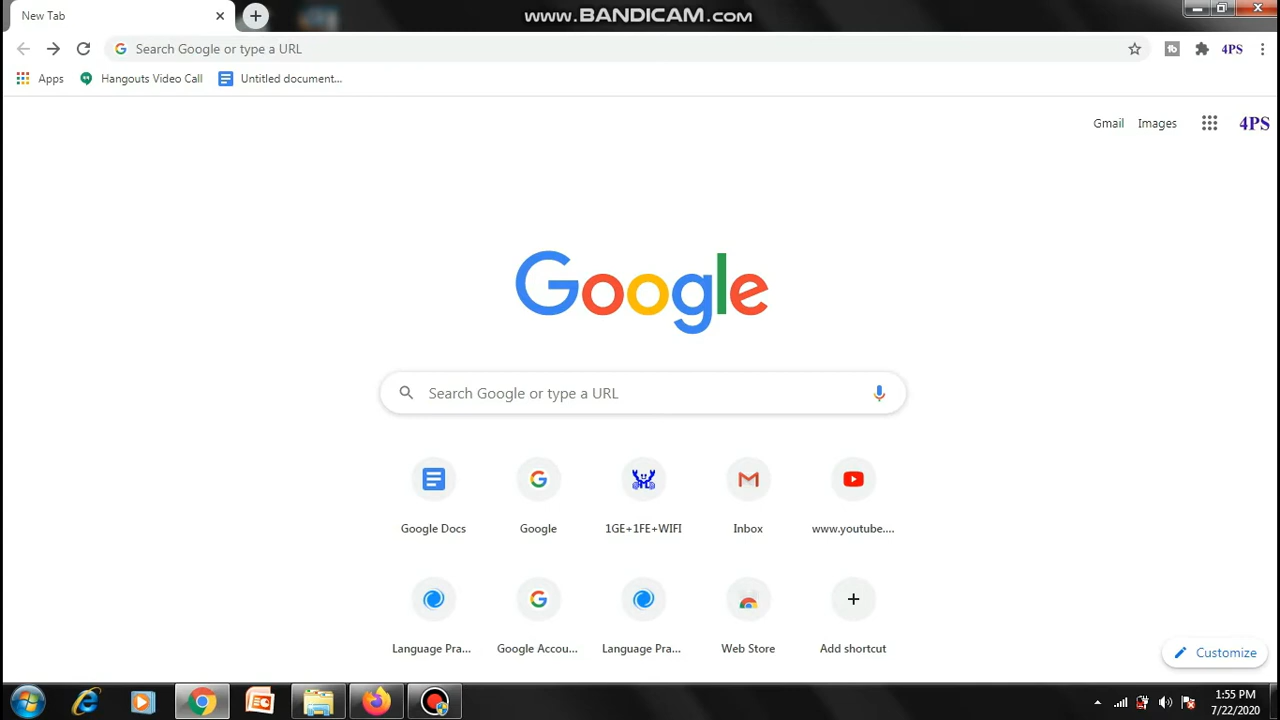 New Tab
www.BANDICAM.com
Search Google or type a URL
4PS
Apps
Hangouts Video Call
Untitled document...
Gmail
Images
4PS
Google
Search Google or type a URL
Google Docs
Google
1GE+1FE+WIFI
Inbox
www.youtube....
Language Pra...
Google Accou...
Language Pra...
Web Store
Add shortcut
Customize
1:55 PM
7/22/2020